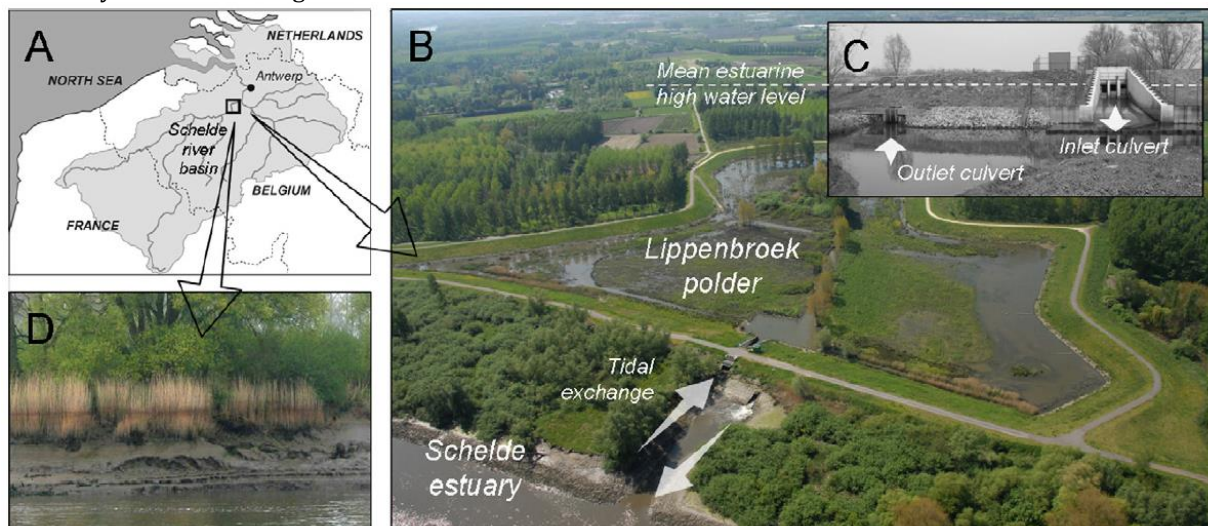 A
NETHERLANDS
NORTH SEA
Antwerp
Schelde
river
basin
BELGIUM
FRANCE
B
Mean estuarine
high water level
C
Inlet culvert
Outlet culvert
Lippenbroek
polder
Tidal
exchange
Schelde
estuary
D